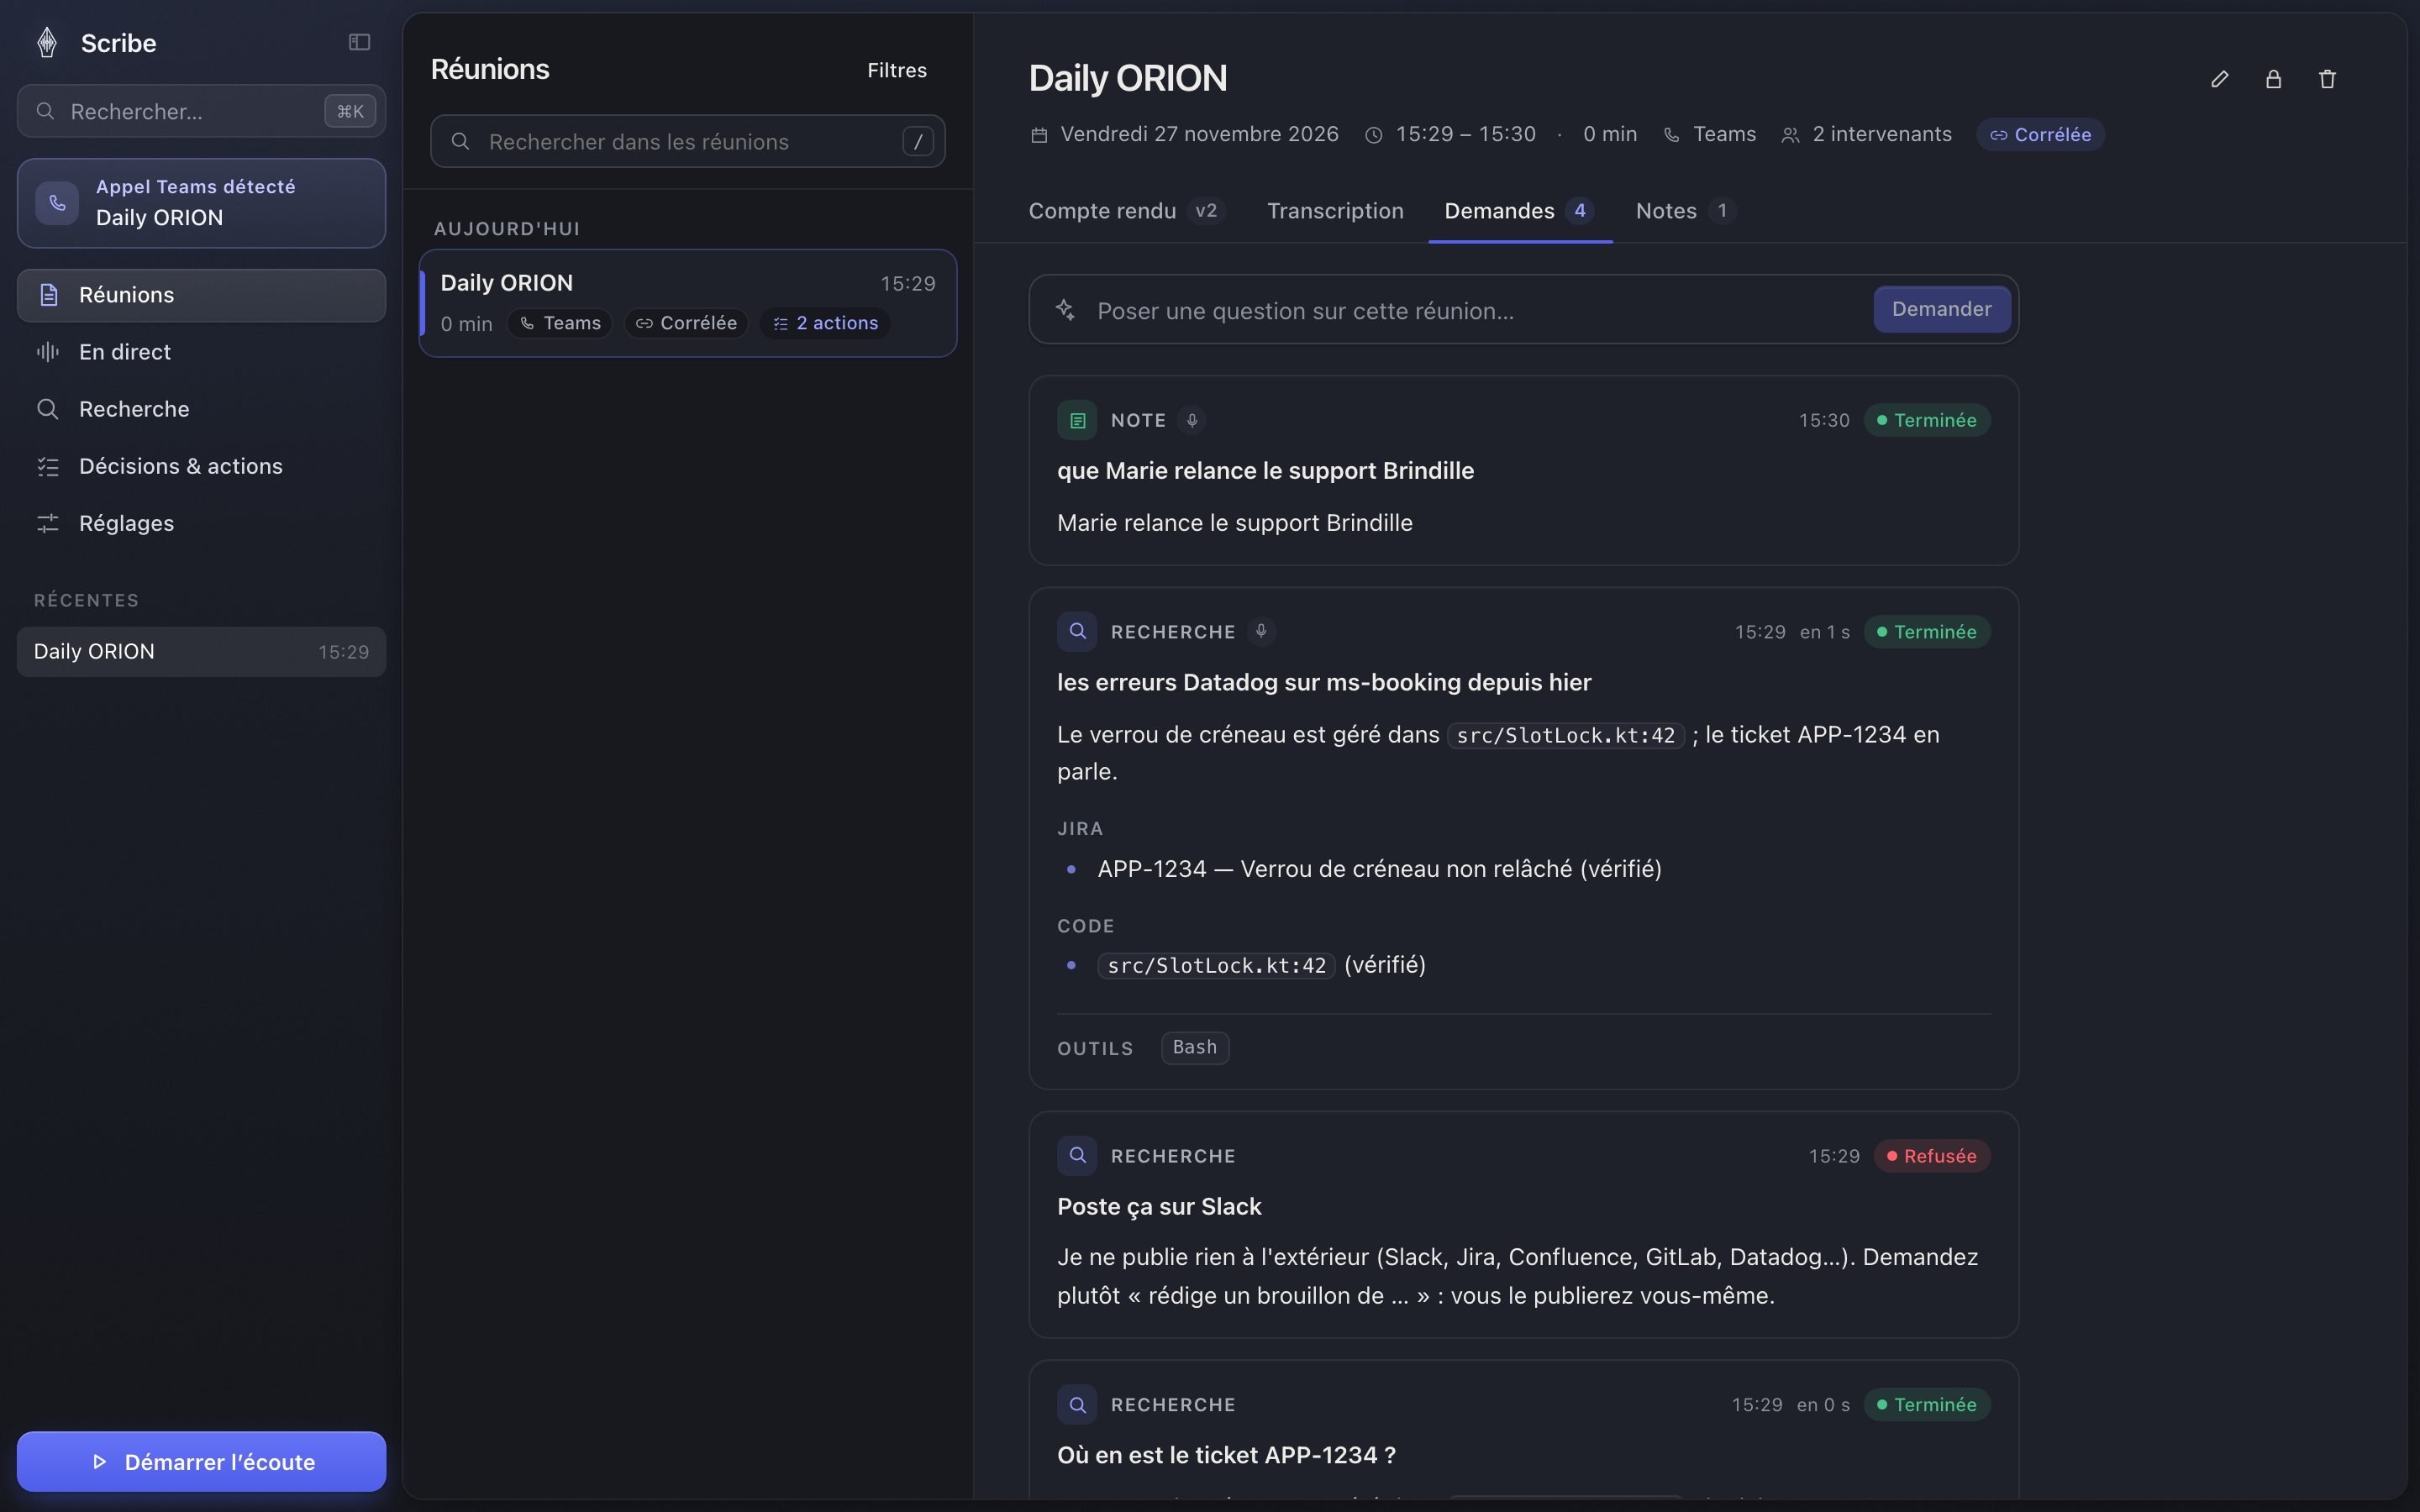 Scribe
Rechercher...
⌘K
Appel Teams détecté
Daily ORION
Réunions
En direct
Recherche
Décisions & actions
Réglages
RÉCENTES
Daily ORION 15:29
Démarrer l’écoute
Réunions
Filtres
Rechercher dans les réunions
/
AUJOURD'HUI
Daily ORION 15:29
0 min Teams Corrélée 2 actions
Daily ORION
Vendredi 27 novembre 2026 15:29 – 15:30 · 0 min Teams 2 intervenants Corrélée
Compte rendu v2 Transcription Demandes 4 Notes 1
Poser une question sur cette réunion...
Demander
NOTE 15:30 Terminée
que Marie relance le support Brindille
Marie relance le support Brindille
RECHERCHE 15:29 en 1 s Terminée
les erreurs Datadog sur ms-booking depuis hier
Le verrou de créneau est géré dans src/SlotLock.kt:42 ; le ticket APP-1234 en
parle.
JIRA
APP-1234 — Verrou de créneau non relâché (vérifié)
CODE
src/SlotLock.kt:42 (vérifié)
OUTILS Bash
RECHERCHE 15:29 Refusée
Poste ça sur Slack
Je ne publie rien à l'extérieur (Slack, Jira, Confluence, GitLab, Datadog...). Demandez
plutôt « rédige un brouillon de ... » : vous le publierez vous-même.
RECHERCHE 15:29 en 0 s Terminée
Où en est le ticket APP-1234 ?